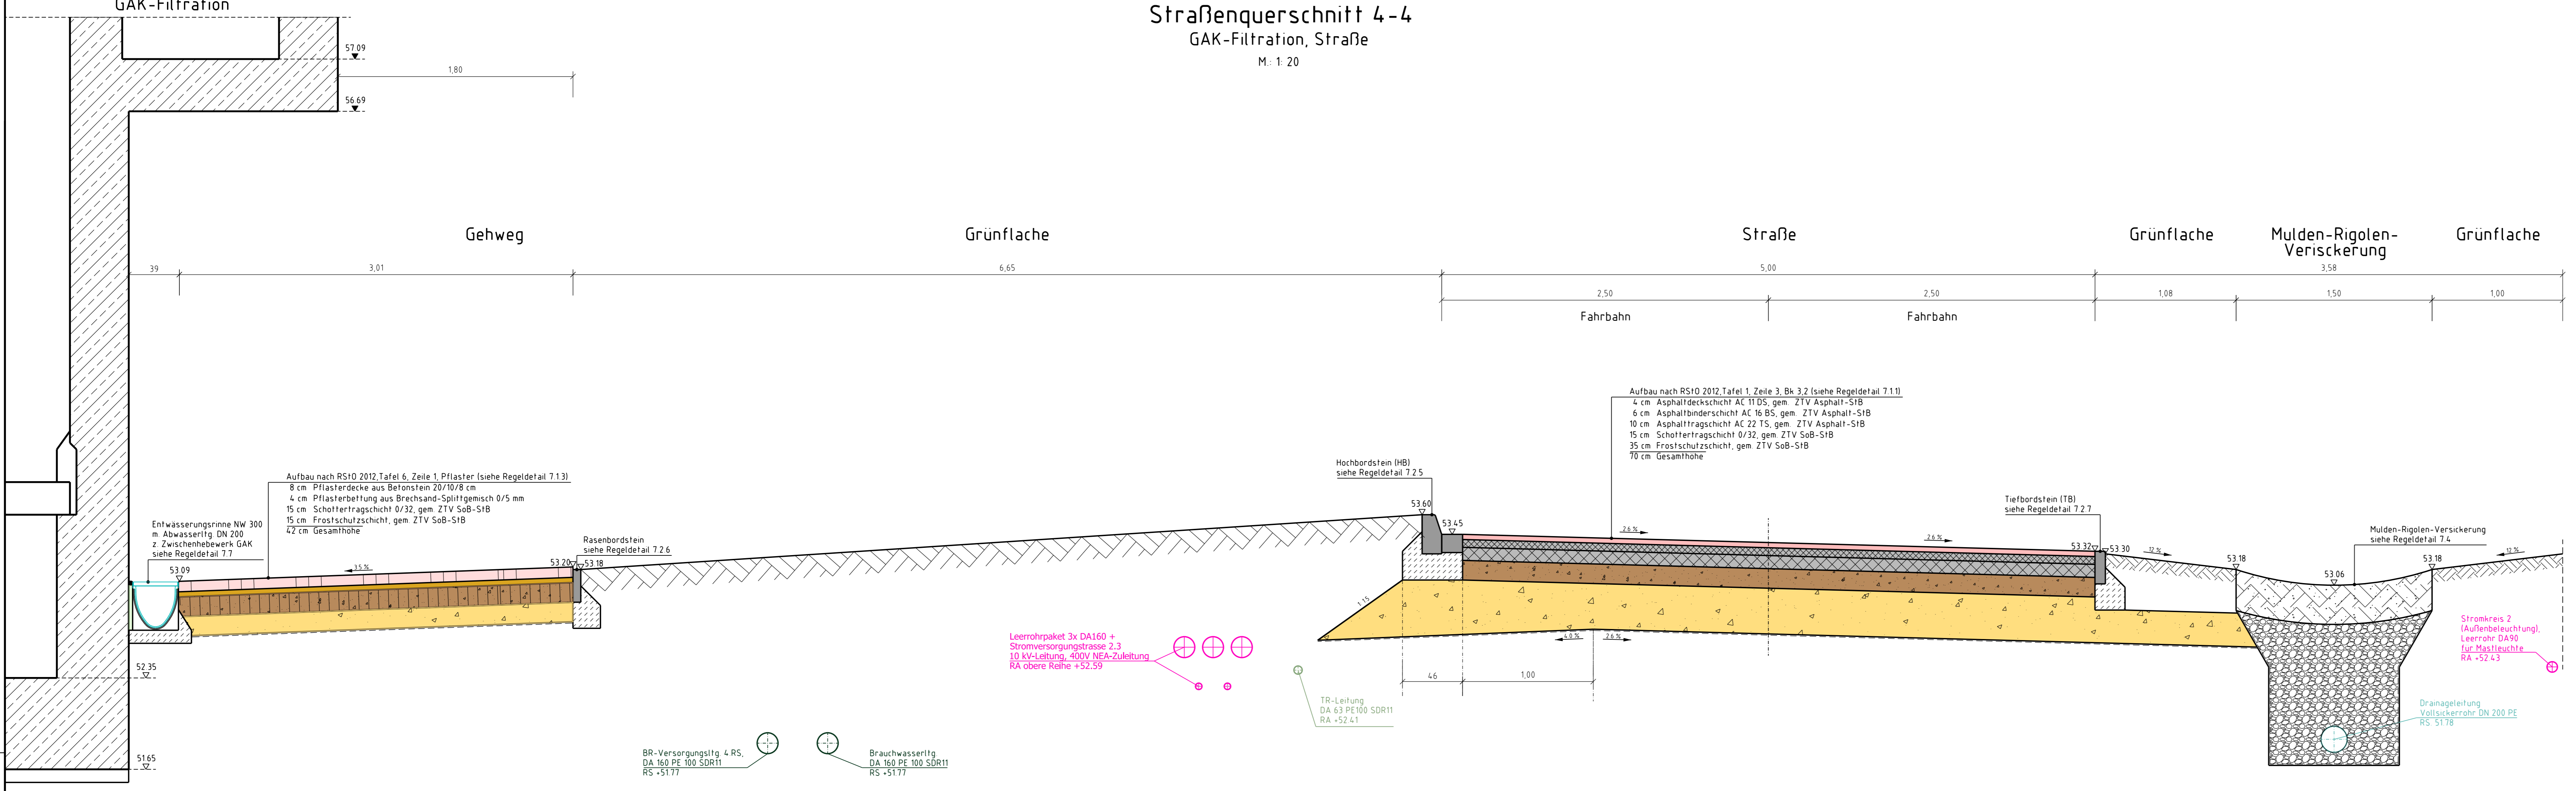 GAK-Filtration
Straßenquerschnitt 4-4
GAK-Filtration, Straße
M.: 1: 20
57.09
1,80
56.69
Gehweg
Grünflache
Straße
Grünflache
Mulden-Rigolen-
Verisckerung
Grünflache
39
3,01
6,65
5,00
3,58
2,50
2,50
1,08
1,50
1,00
Fahrbahn
Fahrbahn
Aufbau nach RStO 2012,Tafel 1, Zeile 3, Bk 3,2 (siehe Regeldetail 7.1.1)
4 cm Asphaltdeckschicht AC 11 DS, gem. ZTV Asphalt-StB
6 cm Asphaltbinderschicht AC 16 BS, gem. ZTV Asphalt-StB
10 cm Asphalttragschicht AC 22 TS, gem. ZTV Asphalt-StB
15 cm Schottertragschicht 0/32, gem. ZTV SoB-StB
35 cm Frostschutzschicht, gem. ZTV SoB-StB
70 cm Gesamthöhe
Hochbordstein (HB)
siehe Regeldetail 7.2.5
Aufbau nach RStO 2012,Tafel 6, Zeile 1, Pflaster (siehe Regeldetail 7.1.3)
8 cm Pflasterdecke aus Betonstein 20/10/8 cm
4 cm Pflasterbettung aus Brechsand-Splittgemisch 0/5 mm
15 cm Schottertragschicht 0/32, gem. ZTV SoB-StB
15 cm Frostschutzschicht, gem. ZTV SoB-StB
42 cm Gesamthöhe
Entwässerungsrinne NW 300
m. Abwasserltg. DN 200
z. Zwischenhebewerk GAK
siehe Regeldetail 7.7
Rasenbordstein
siehe Regeldetail 7.2.6
Tiefbordstein (TB)
siehe Regeldetail 7.2.7
Mulden-Rigolen-Versickerung
siehe Regeldetail 7.4
53.60
53.45
2.6 %
2.6 %
53.32
53.30
12 %
53.18
53.06
53.18
12 %
53.09
3.5 %
53.20
53.18
1:1.5
4.0 %
2.6 %
46
1,00
Leerrohrpaket 3x DA160 +
Stromversorgungstrasse 2.3
10 kV-Leitung, 400V NEA-Zuleitung
RA obere Reihe +52.59
TR-Leitung
DA 63 PE100 SDR11
RA +52.41
Stromkreis 2
(Außenbeleuchtung),
Leerrohr DA90
für Mastleuchte
RA +52.43
Drainageleitung
Vollsickerrohr DN 200 PE
RS. 51.78
52.35
51.65
BR-Versorgungsltg. 4 RS,
DA 160 PE 100 SDR11
RS +51.77
Brauchwasserltg.
DA 160 PE 100 SDR11
RS +51.77